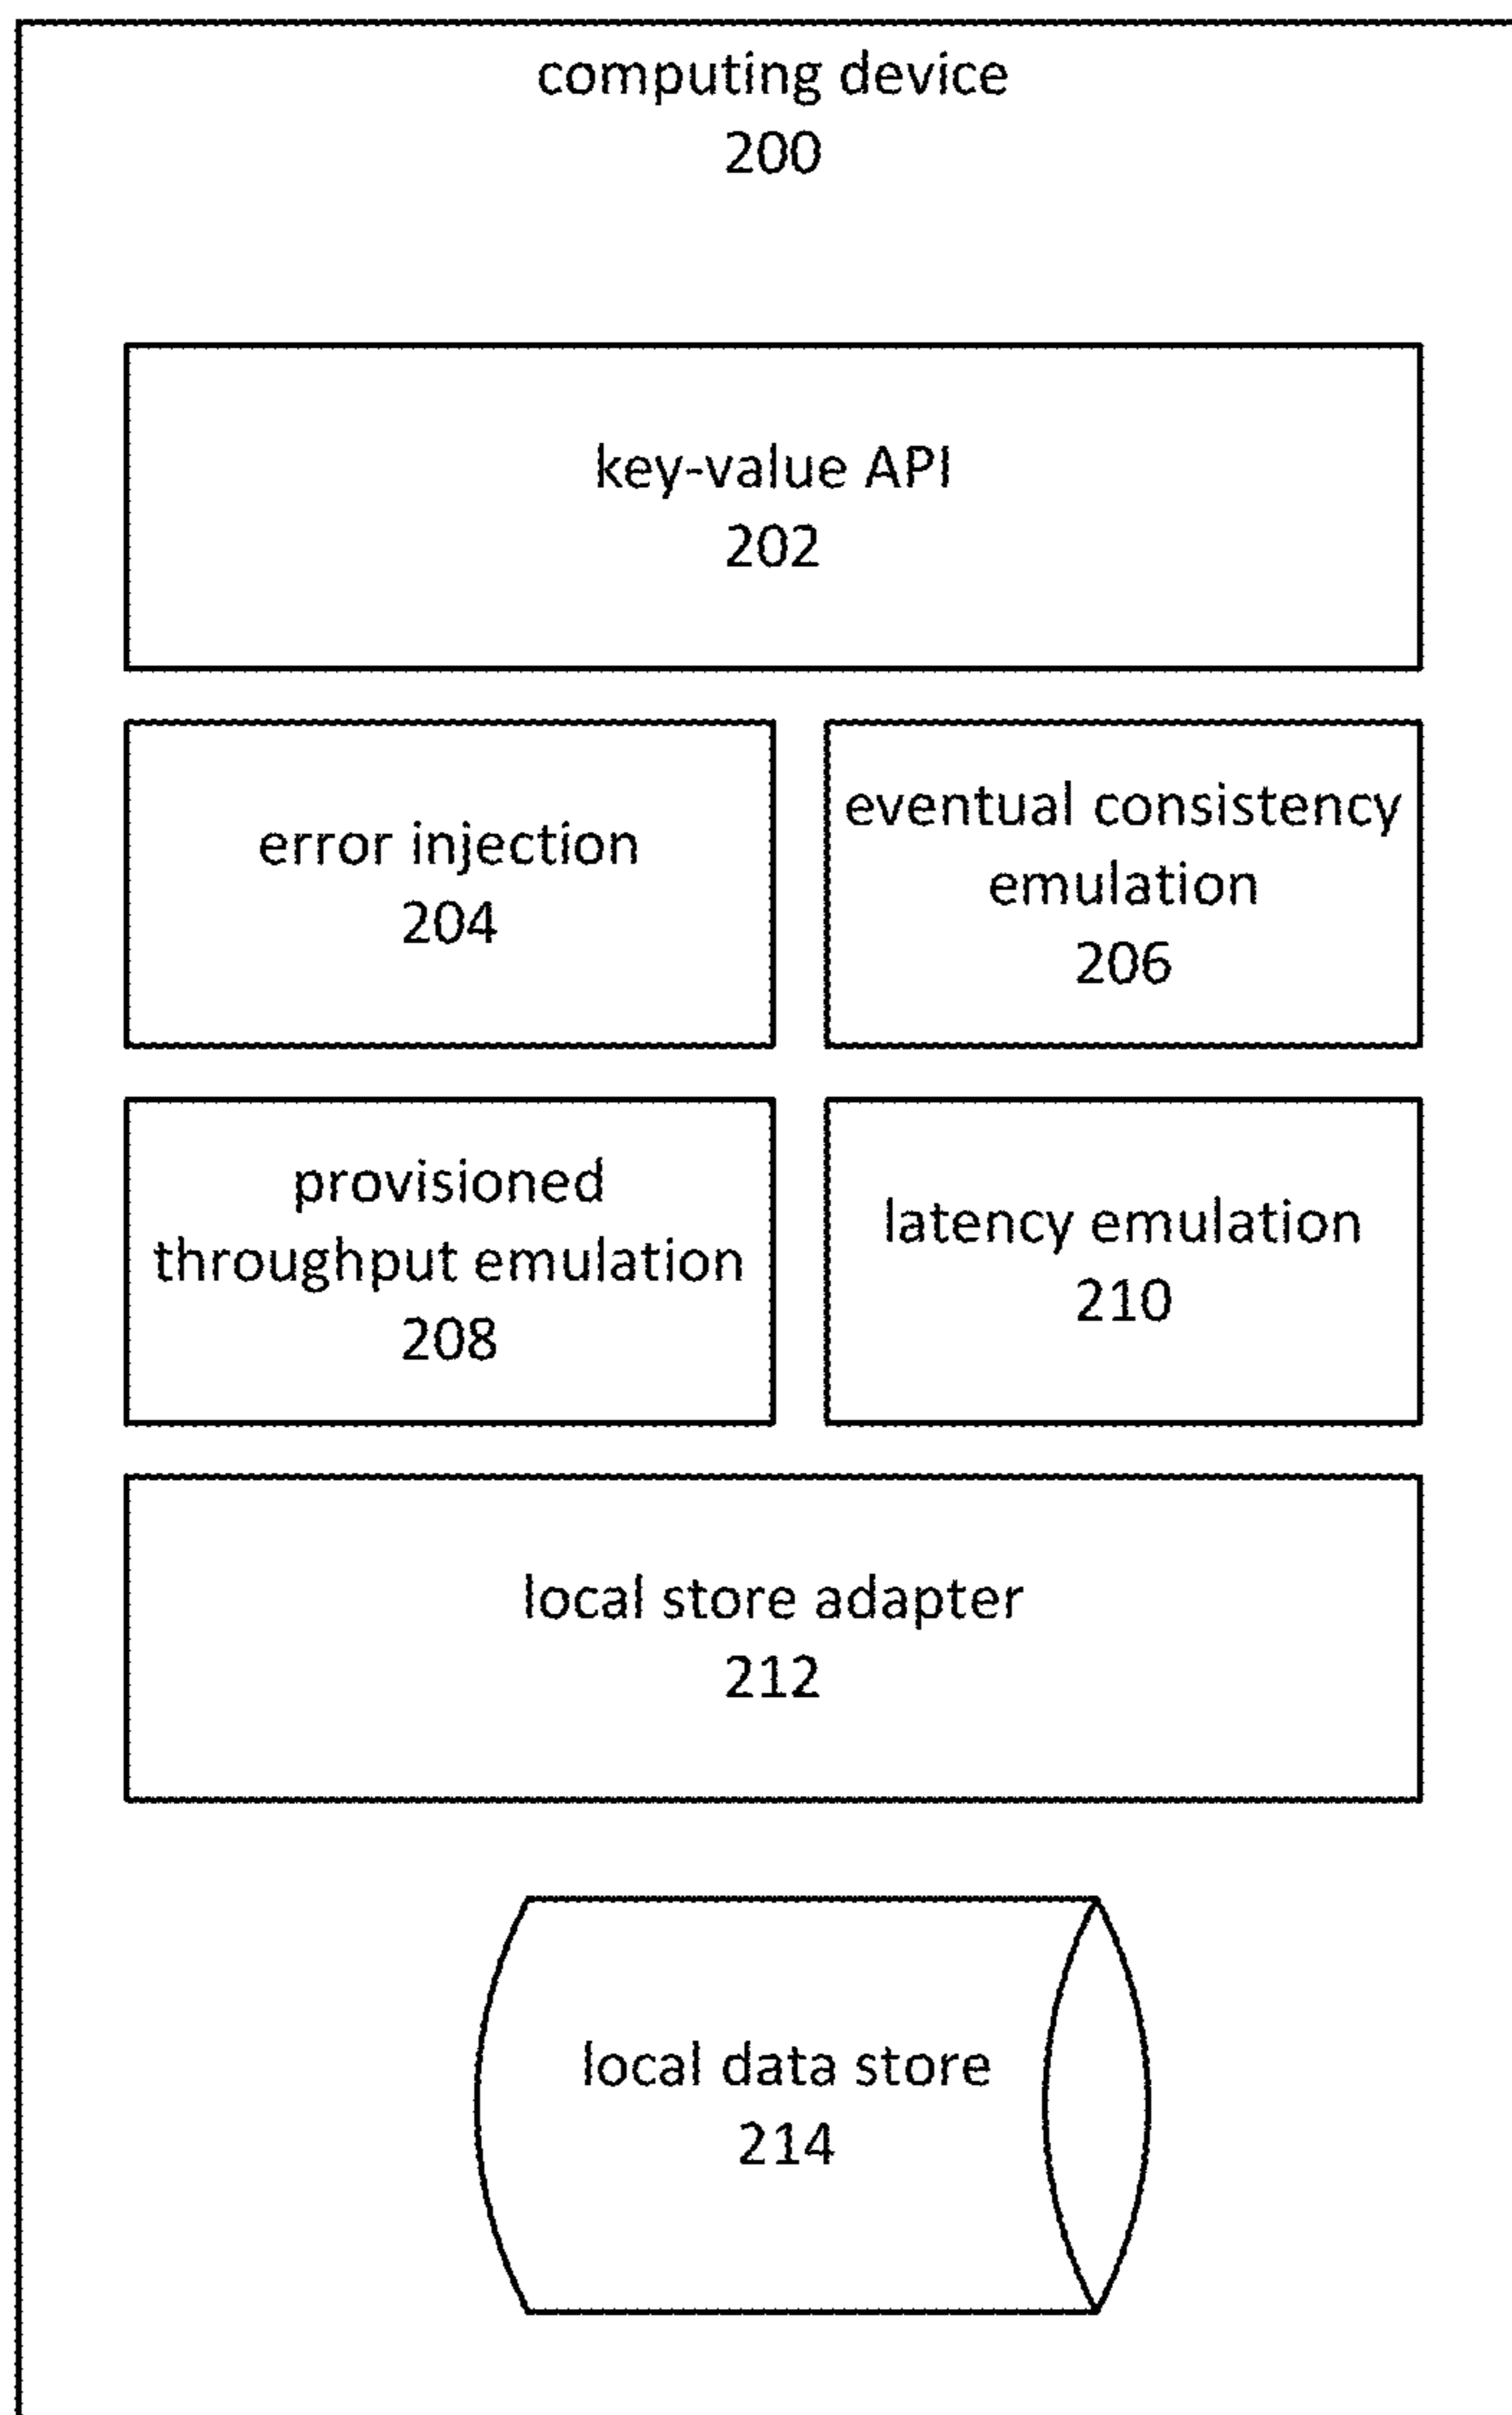 computing device
200
key-value API
202
error injection
204
eventual consistency
emulation
206
provisioned
throughput emulation
208
latency emulation
210
local store adapter
212
local data store
214